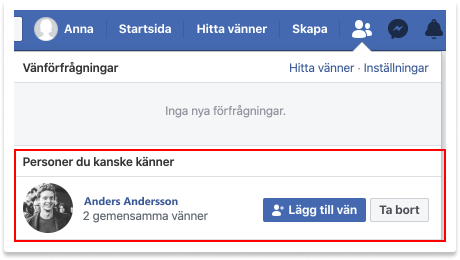 Anna Startsida Hitta vänner Skapa
Vänförfrågningar Hitta vänner · Inställningar
Inga nya förfrågningar.
Personer du kanske känner
Anders Andersson
2 gemensamma vänner
Lägg till vän Ta bort